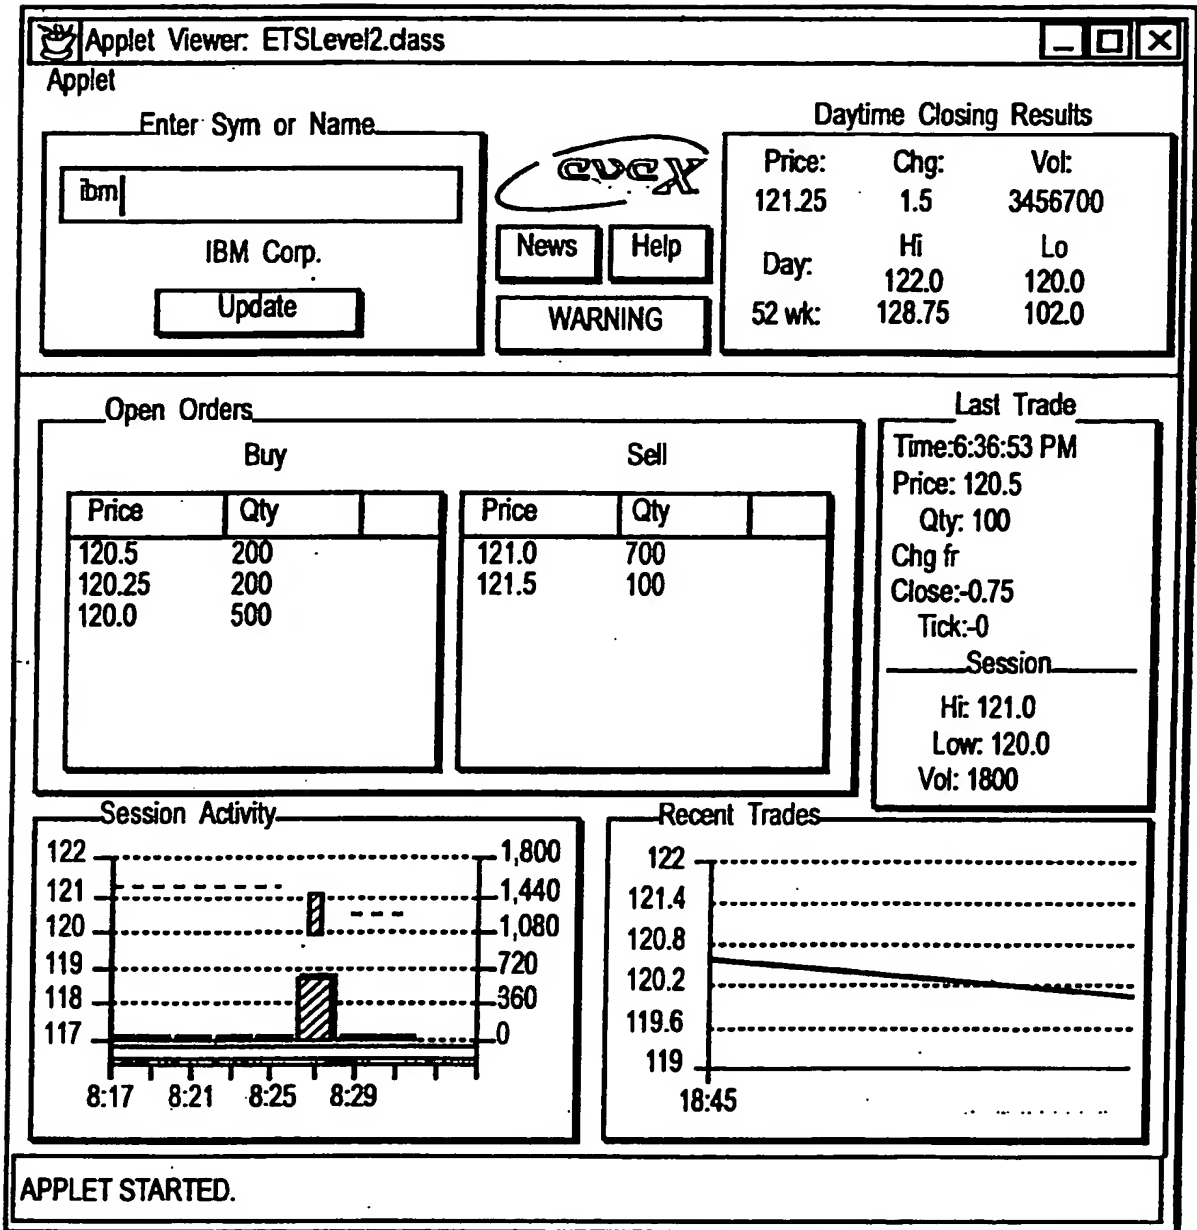 Applet Viewer: ETSLevel2.class
Applet
Enter Sym or Name
ibm
IBM Corp.
Update
evex
News Help
WARNING
Daytime Closing Results
Price: Chg: Vol:
121.25 1.5 3456700
Hi Lo
Day: 122.0 120.0
52 wk: 128.75 102.0
Open Orders
Buy Sell
Price Qty Price Qty
120.5 200 121.0 700
120.25 200 121.5 100
120.0 500
Last Trade
Time:6:36:53 PM
Price: 120.5
Qty: 100
Chg fr
Close:-0.75
Tick:-0
Session
Hi: 121.0
Low: 120.0
Vol: 1800
Session Activity
122 1,800
121 1,440
120 1,080
119 720
118 360
117 0
8:17 8:21 8:25 8:29
Recent Trades
122
121.4
120.8
120.2
119.6
119
18:45
APPLET STARTED.